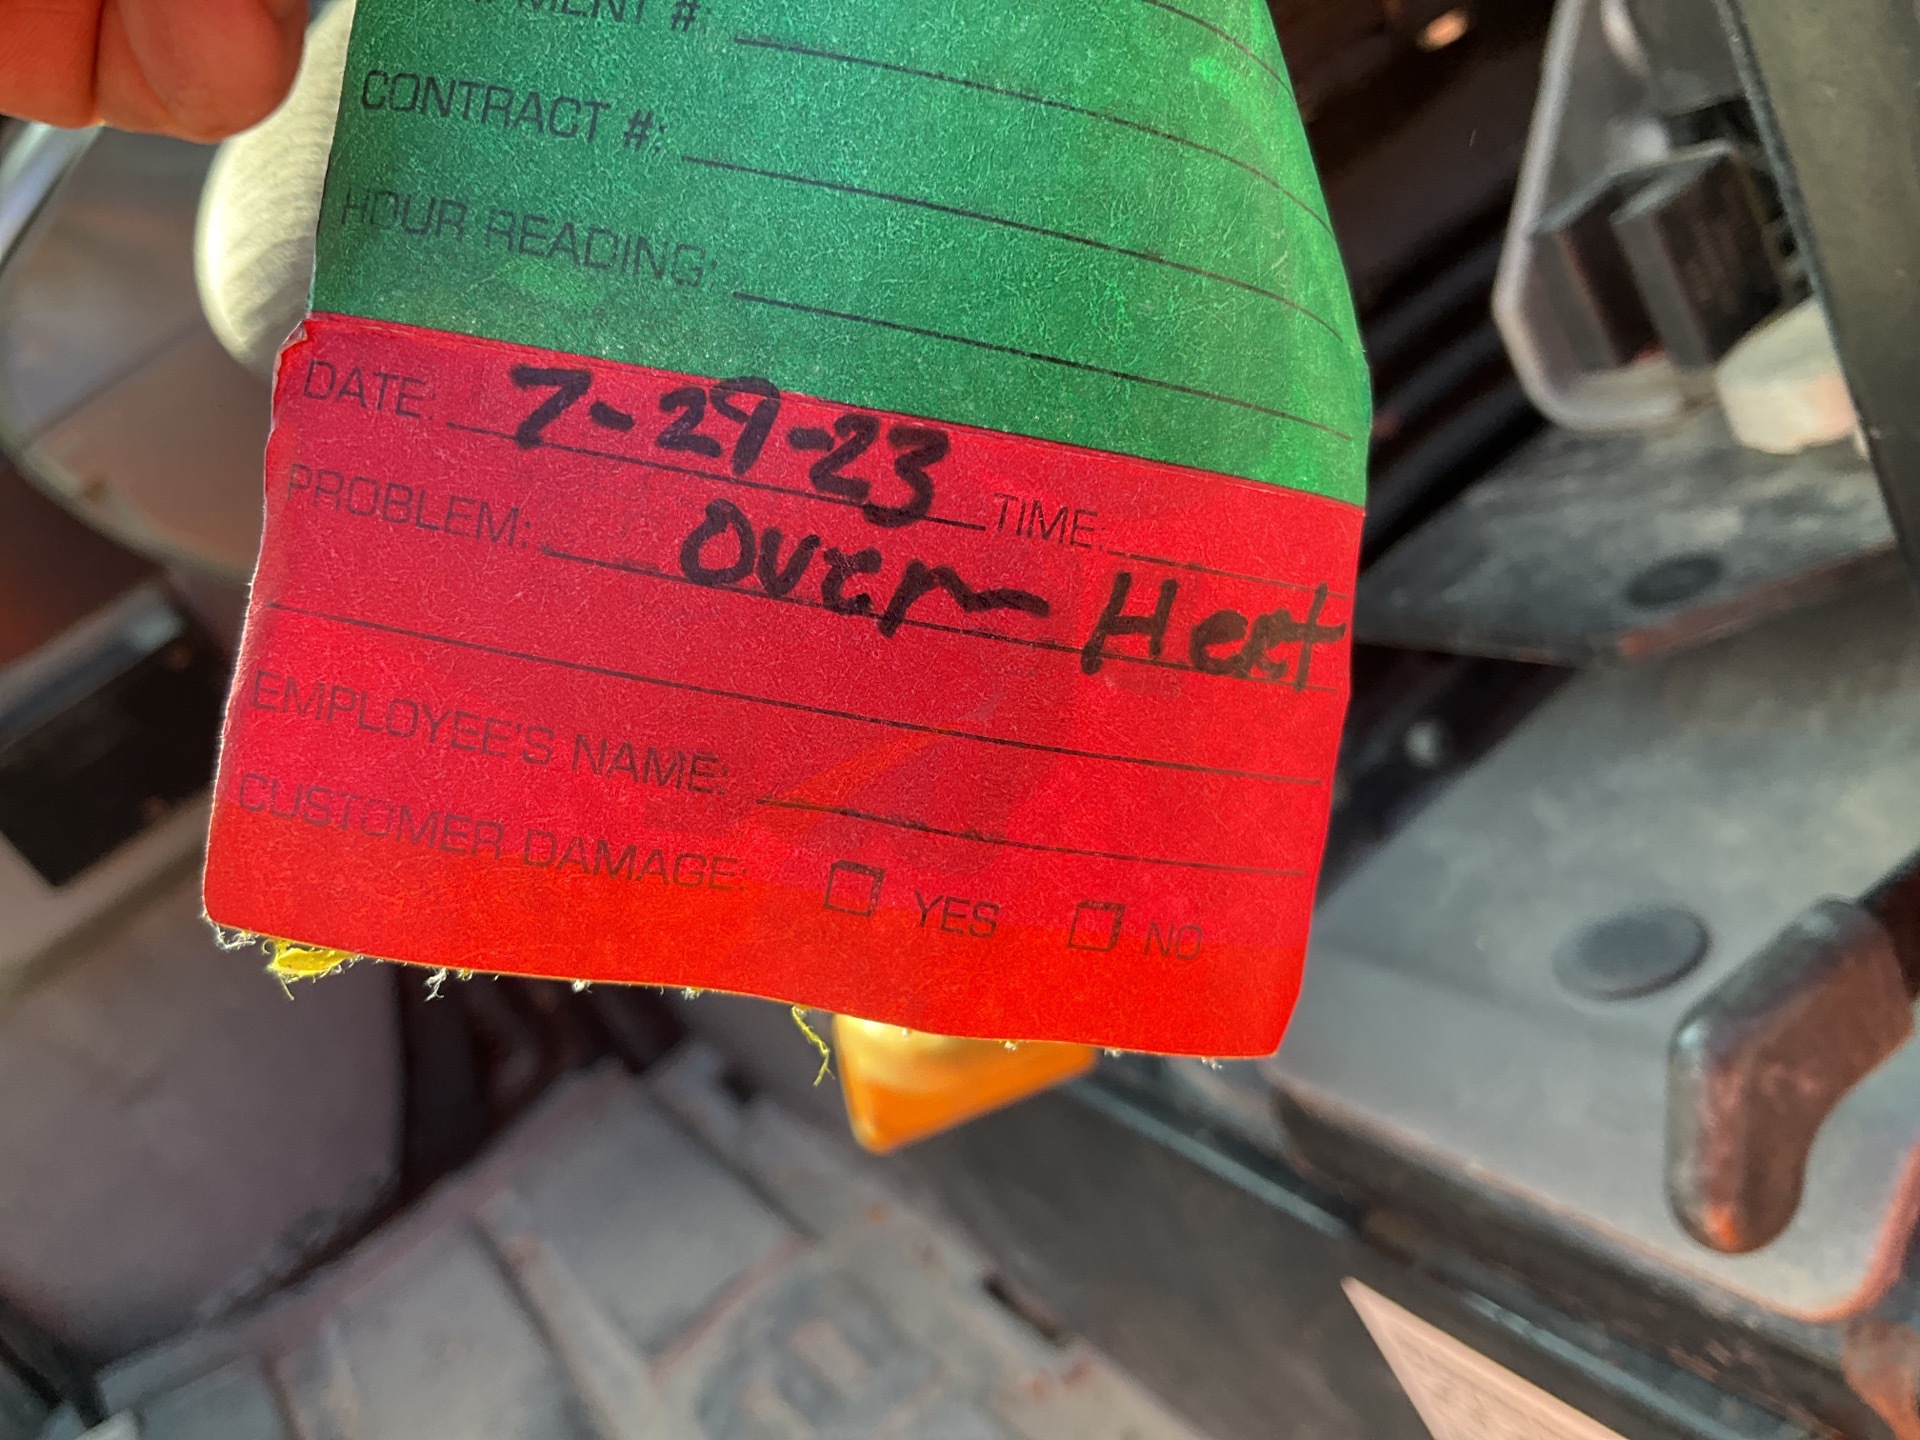 CONTRACT #:
HOUR READING:
DATE: 7-29-23 TIME:
PROBLEM: Over Heat
EMPLOYEE'S NAME:
CUSTOMER DAMAGE: YES NO